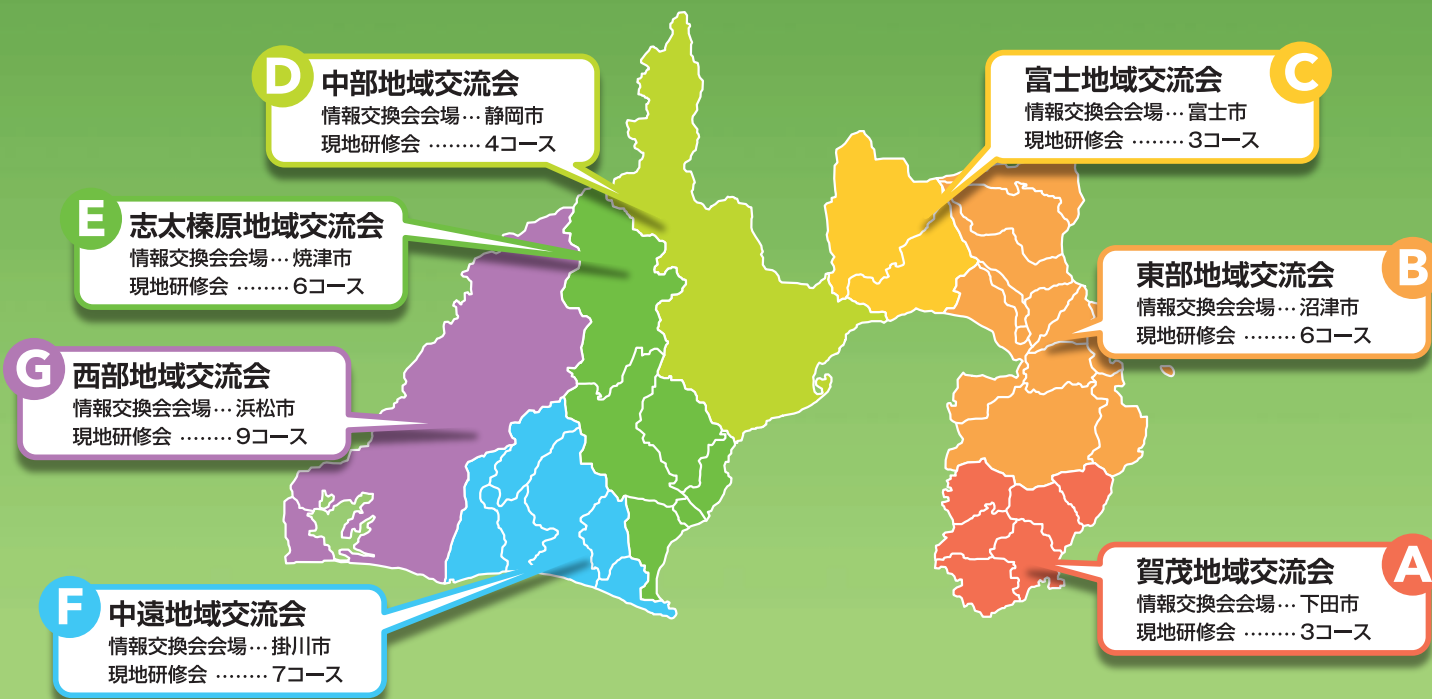 D
中部地域交流会
情報交換会会場…静岡市
現地研修会 ………4コース
C
富士地域交流会
情報交換会会場…富士市
現地研修会 ………3コース
E
志太榛原地域交流会
情報交換会会場…焼津市
現地研修会 ………6コース
B
東部地域交流会
情報交換会会場…沼津市
現地研修会 ………6コース
G
西部地域交流会
情報交換会会場…浜松市
現地研修会 ………9コース
F
中遠地域交流会
情報交換会会場…掛川市
現地研修会 ………7コース
A
賀茂地域交流会
情報交換会会場…下田市
現地研修会 ………3コース